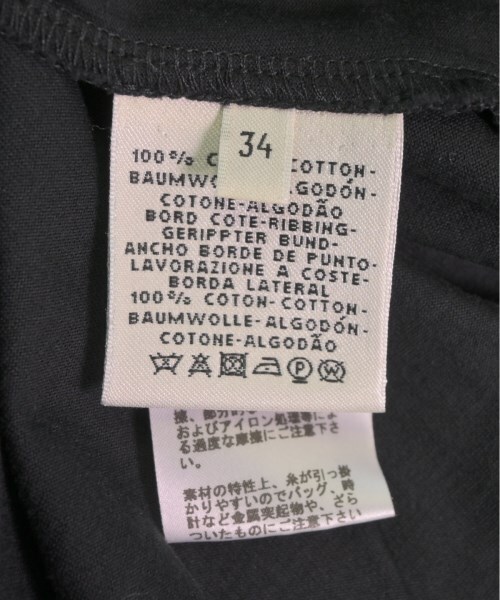 34
100% C COTTON-
BAUMWO ALGODÓN-
COTONE-ALGODÃO
BORD COTE-RIBBING-
GERIPPTER BUND-
ANCHO BORDE DE PUNTO-
LAVORAZIONE A COSTE-
BORDA LATERAL
100% COTON-COTTON-
BAUMWOLLE-ALGODÓN-
COTONE-ALGODÃO
P W
およびアイロン処理等によ
る過度な摩擦にご注意下さ
い。
素材の特性上、糸が引っ掛
かりやすいのでバッグ、時
計など金属突起物や、ざら
ついたものにご注意下さい